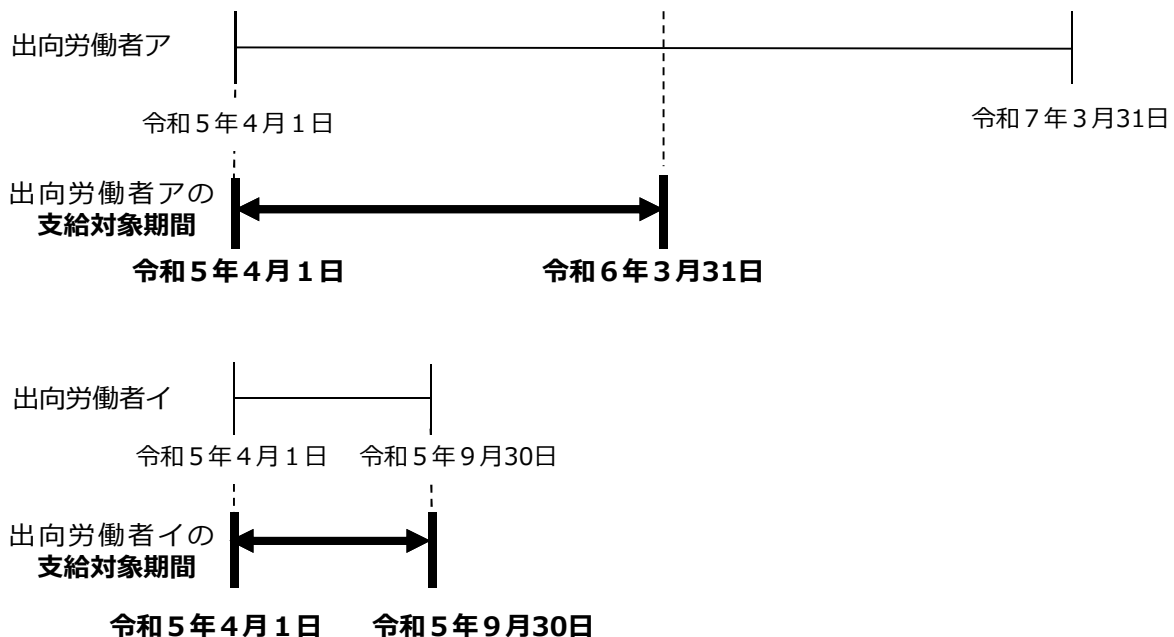 出向労働者ア
令和５年４月１日
令和７年３月31日
出向労働者アの
支給対象期間
令和５年４月１日
令和６年３月31日
出向労働者イ
令和５年４月１日
令和５年９月30日
出向労働者イの
支給対象期間
令和５年４月１日
令和５年９月30日